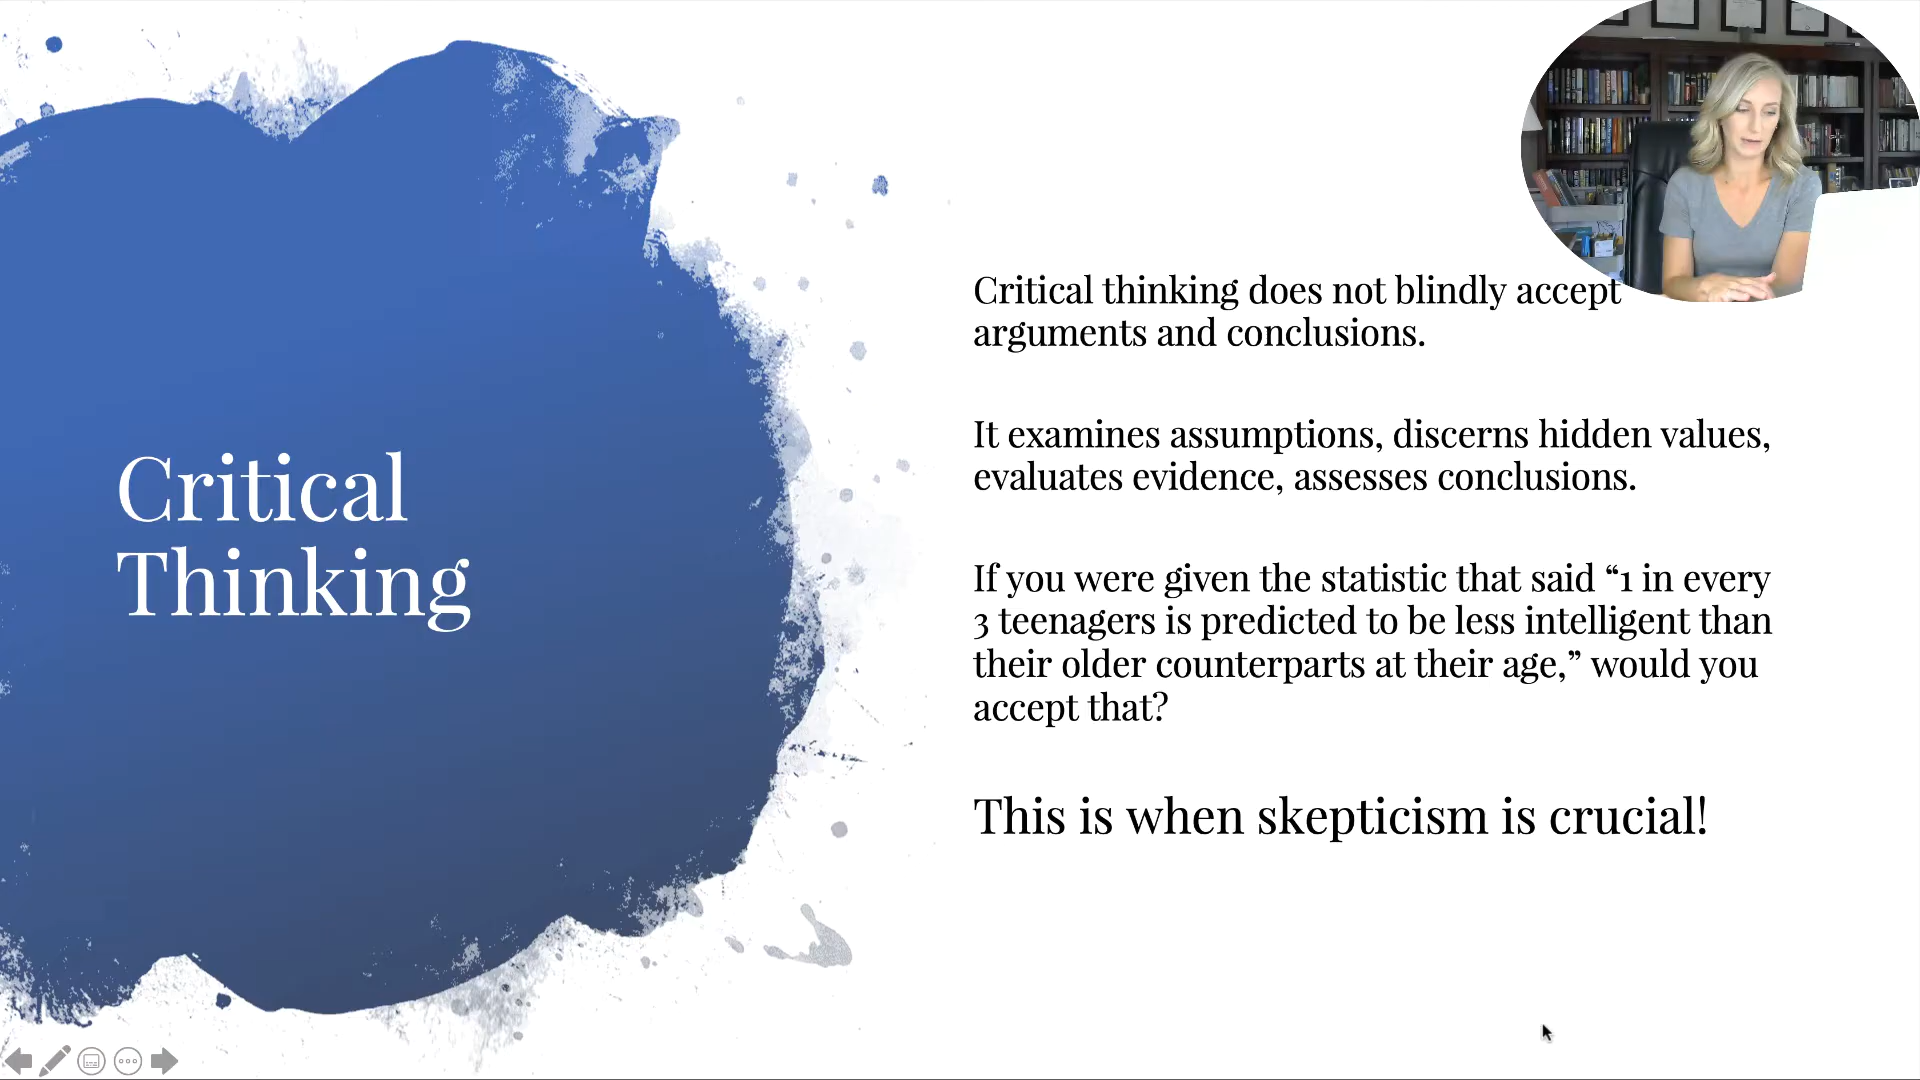 Critical
Thinking
Critical thinking does not blindly accept
arguments and conclusions.
It examines assumptions, discerns hidden values,
evaluates evidence, assesses conclusions.
If you were given the statistic that said “1 in every
3 teenagers is predicted to be less intelligent than
their older counterparts at their age,” would you
accept that?
This is when skepticism is crucial!